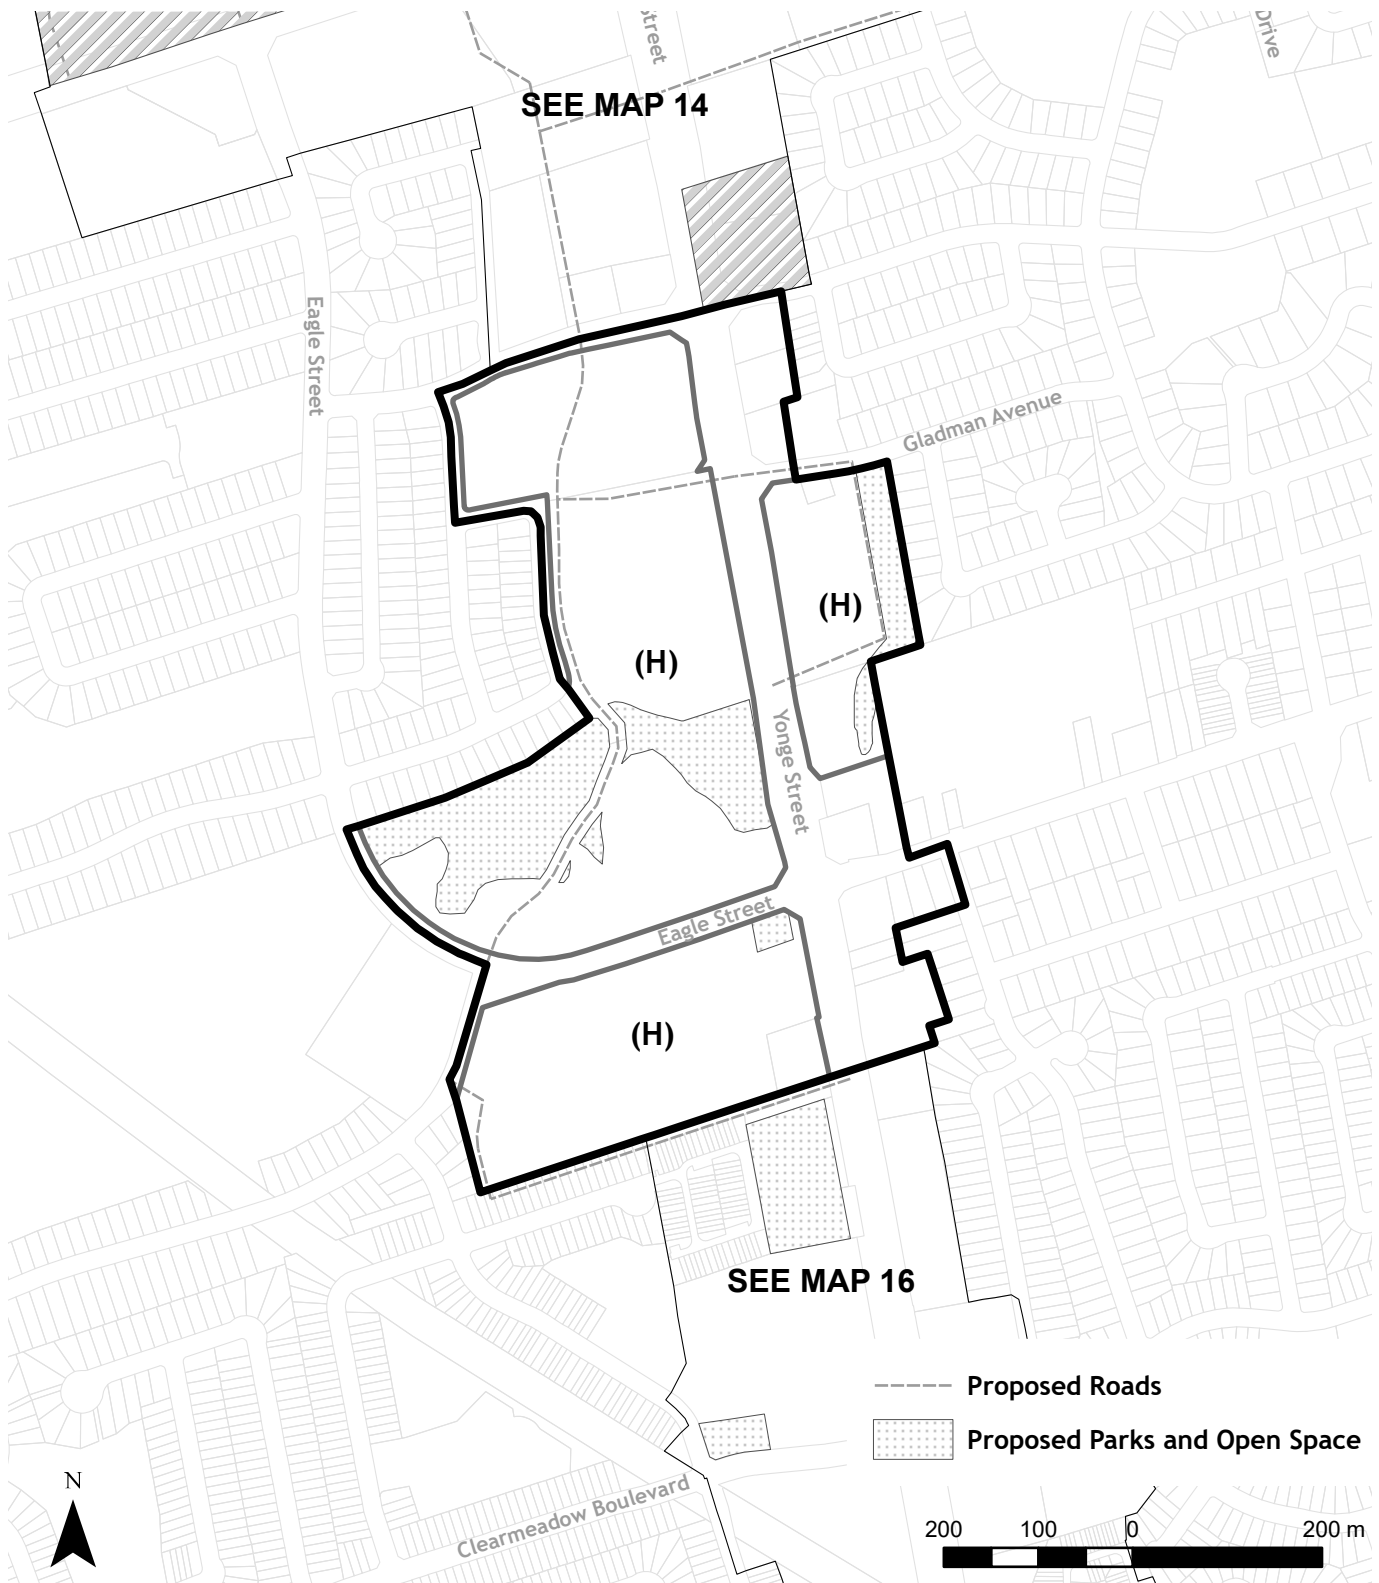 Street
Drive
SEE MAP 14
Eagle Street
Gladman Avenue
(H)
(H)
Yonge Street
Eagle Street
(H)
SEE MAP 16
Proposed Roads
Proposed Parks and Open Space
N
Clearmeadow Boulevard
200 100 0 200 m